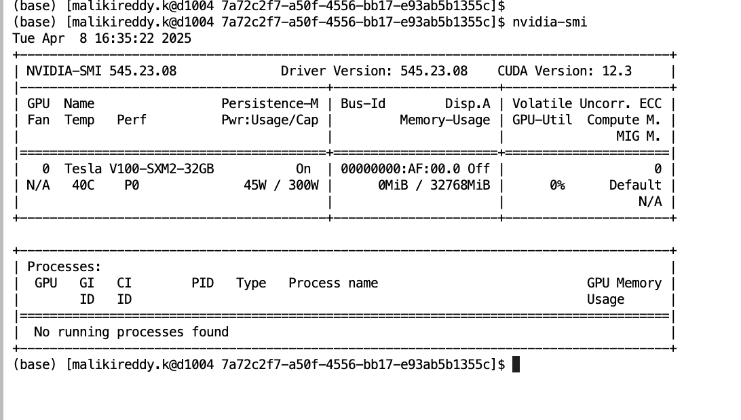 (base) [malikireddy.k@d1004 7a72c2f7-a50f-4556-bb17-e93ab5b1355c]$
(base) [malikireddy.k@d1004 7a72c2f7-a50f-4556-bb17-e93ab5b1355c]$ nvidia-smi
Tue Apr  8 16:35:22 2025
NVIDIA-SMI 545.23.08 Driver Version: 545.23.08 CUDA Version: 12.3
GPU Name Persistence-M | Bus-Id Disp.A | Volatile Uncorr. ECC
Fan Temp Perf Pwr:Usage/Cap | Memory-Usage | GPU-Util Compute M.
MIG M.
0 Tesla V100-SXM2-32GB On | 00000000:AF:00.0 Off | 0
N/A 40C P0 45W / 300W | 0MiB / 32768MiB | 0% Default
N/A
Processes:
GPU GI CI PID Type Process name GPU Memory
ID ID Usage
No running processes found
(base) [malikireddy.k@d1004 7a72c2f7-a50f-4556-bb17-e93ab5b1355c]$